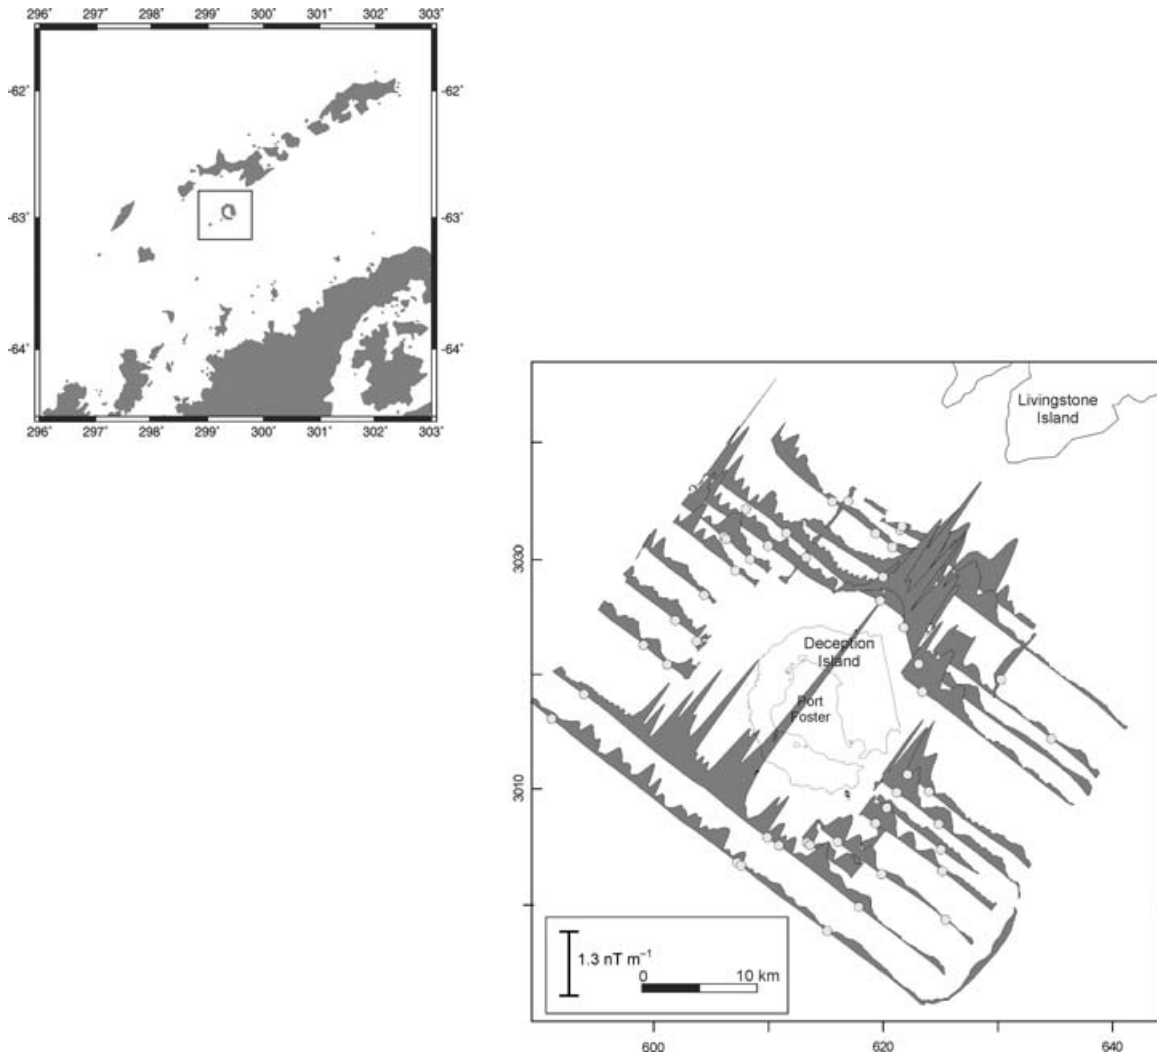 296° 297° 298° 299° 300° 301° 302° 303°
-62° -62°
-63° -63°
-64° -64°
296° 297° 298° 299° 300° 301° 302° 303°
Livingstone
Island
3030
Deception
Island
Port
Foster
3010
1.3 nT m⁻¹
0 10 km
600 620 640